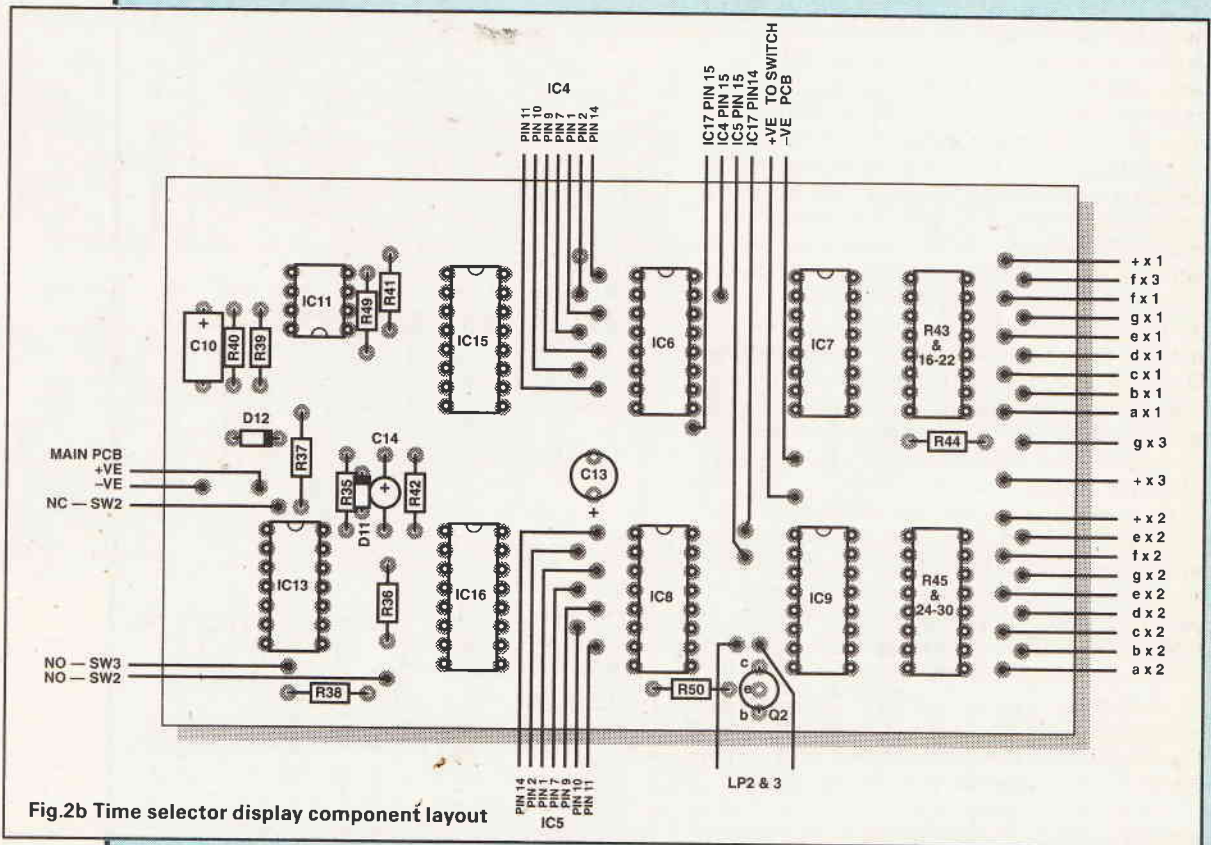 IC4
PIN 11
PIN 10
PIN 9
PIN 7
PIN 1
PIN 2
PIN 14
IC17 PIN 15
IC4 PIN 15
IC5 PIN 15
IC17 PIN14
+VE TO SWITCH
–VE PCB
+
C10
R40
R39
IC11
R49
R41
IC15
IC6
IC7
R43
&
16-22
+ x 1
f x 3
f x 1
g x 1
e x 1
d x 1
c x 1
b x 1
a x 1
g x 3
+ x 3
+ x 2
e x 2
f x 2
g x 2
e x 2
d x 2
c x 2
b x 2
a x 2
D12
R37
C14
+
R35
D11
R42
C13
+
R44
MAIN PCB
+VE
–VE
NC — SW2
IC13
R36
IC16
IC8
IC9
R45
&
24-30
NO — SW3
NO — SW2
R38
R50
c
e
b
Q2
PIN 14
PIN 2
PIN 1
PIN 7
PIN 9
PIN 10
PIN 11
IC5
LP2 & 3
Fig.2b Time selector display component layout